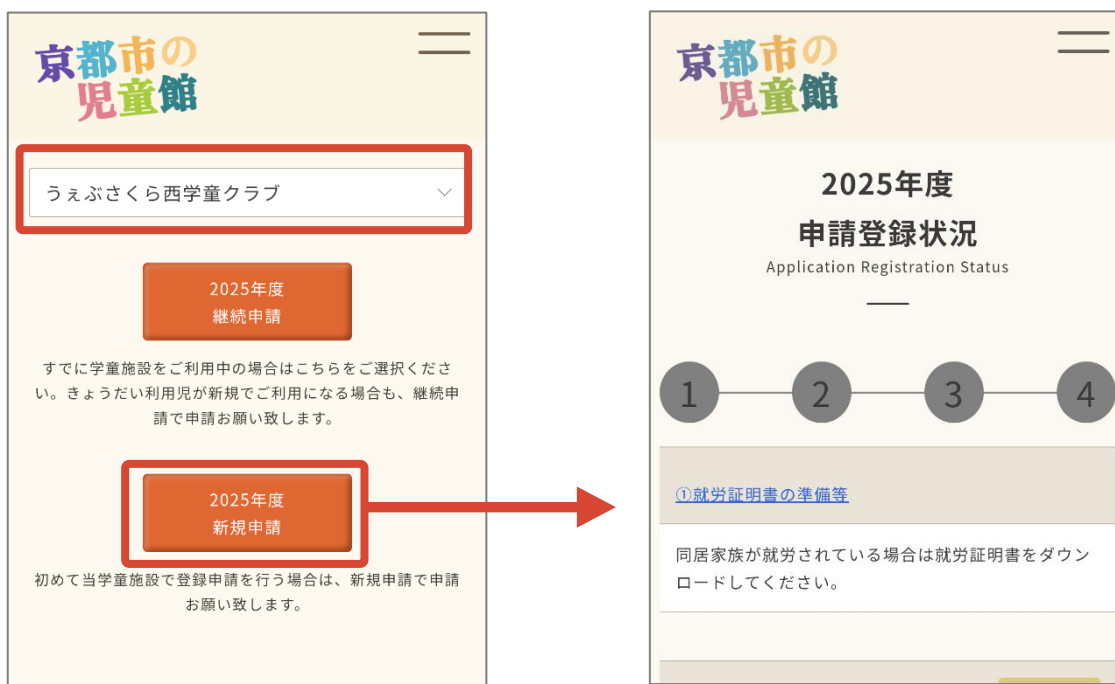 京都市の
児童館
うぇぶさくら西学童クラブ
2025年度
継続申請
すでに学童施設をご利用中の場合はこちらをご選択くださ
い。きょうだい利用児が新規でご利用になる場合も、継続申
請で申請お願い致します。
2025年度
新規申請
初めて当学童施設で登録申請を行う場合は、新規申請で申請
お願い致します。
京都市の
児童館
2025年度
申請登録状況
Application Registration Status
1 2 3 4
①就労証明書の準備等
同居家族が就労されている場合は就労証明書をダウン
ロードしてください。